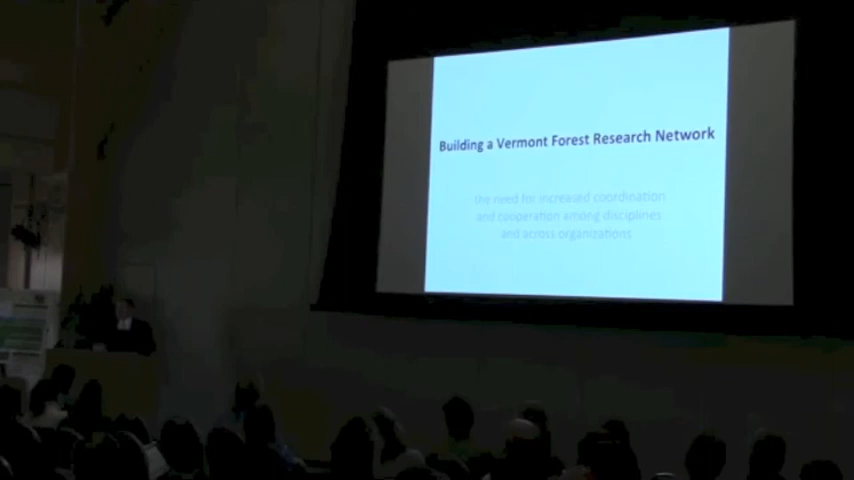 Building a Vermont Forest Research Network
the need for increased coordination
and cooperation among disciplines
and across organizations